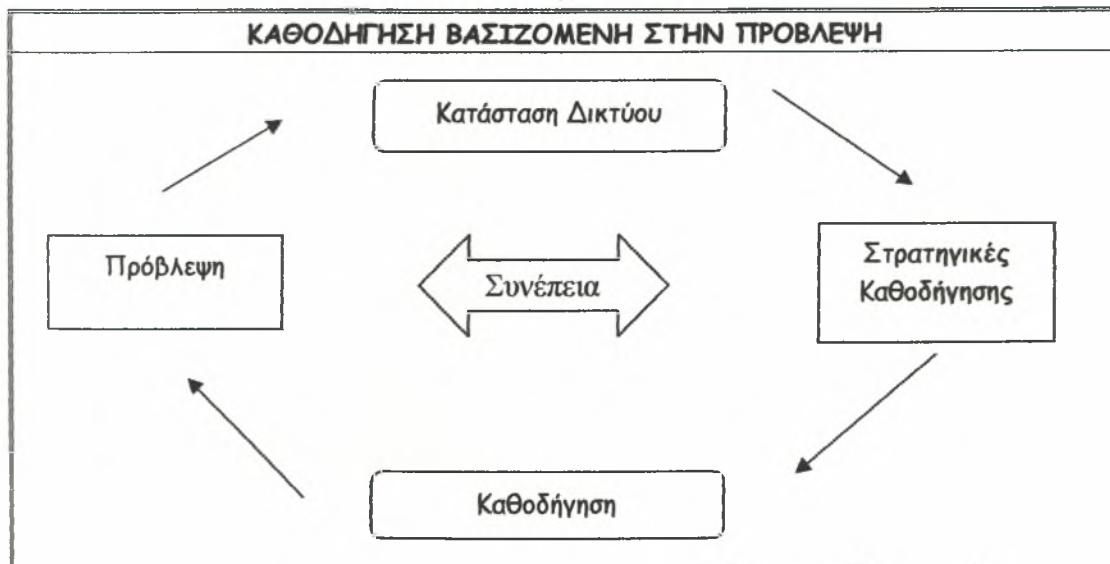 ΚΑΘΟΔΗΓΗΣΗ ΒΑΣΙΖΟΜΕΝΗ ΣΤΗΝ ΠΡΟΒΛΕΨΗ
Κατάσταση Δικτύου
Πρόβλεψη
Συνέπεια
Στρατηγικές
Καθοδήγησης
Καθοδήγηση